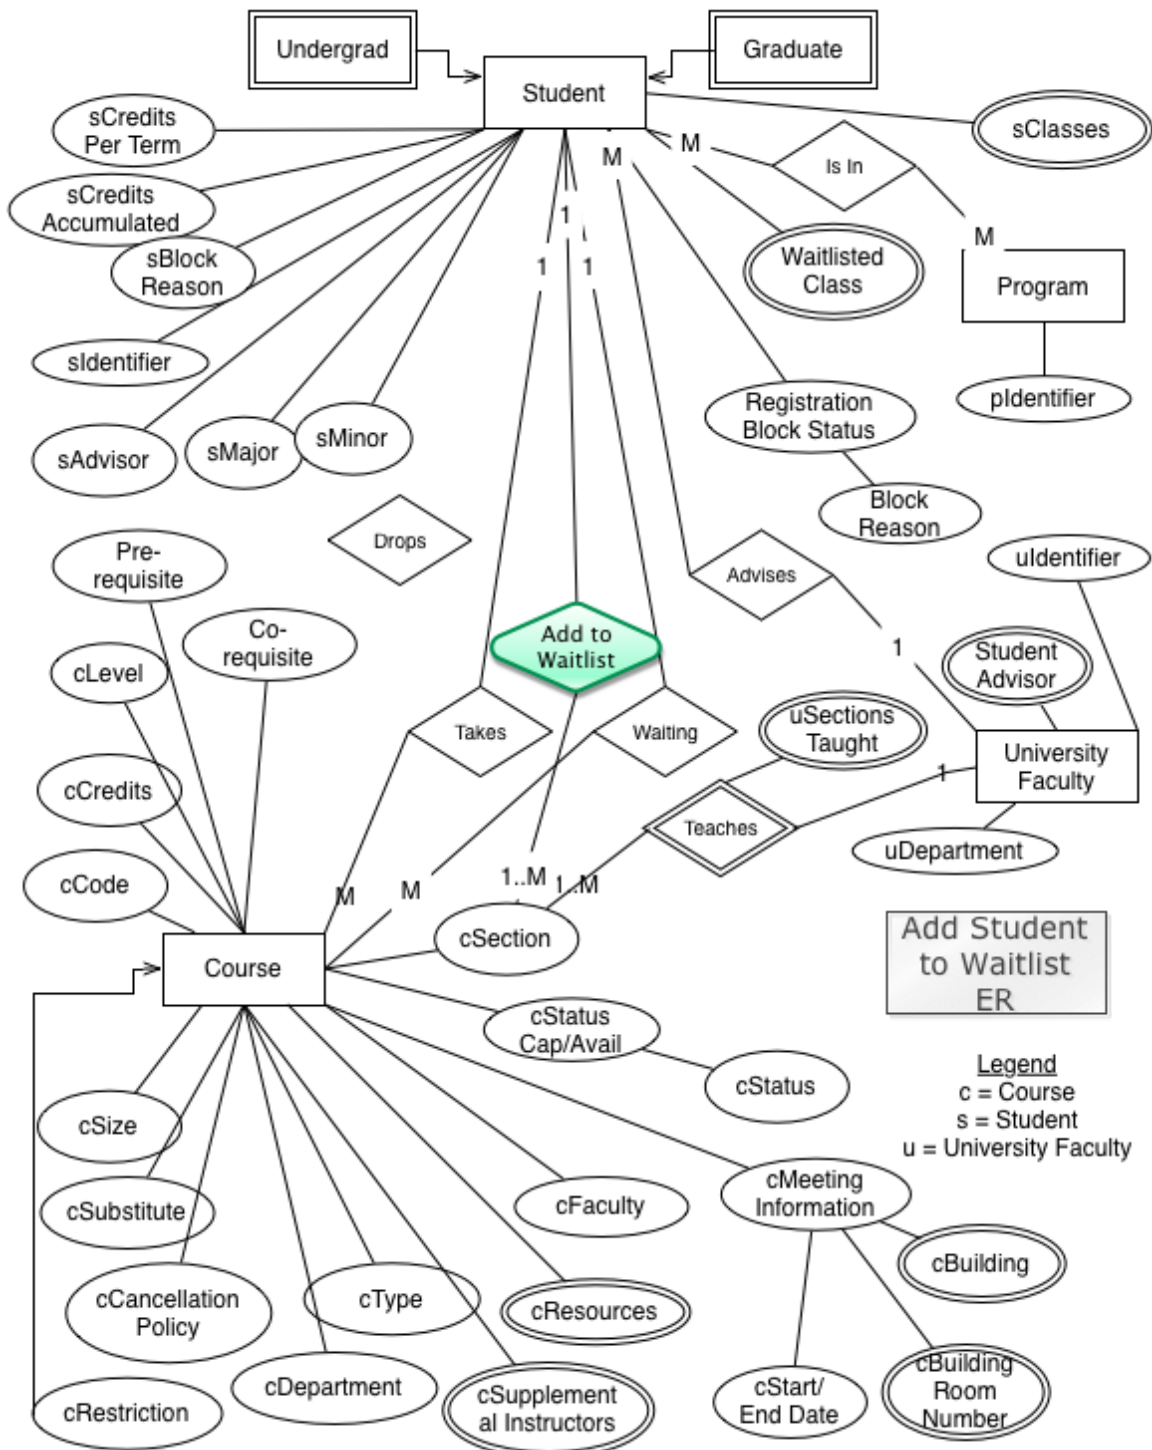 Undergrad
Graduate
Student
sCredits
Per Term
sClasses
M
M
Is In
sCredits
Accumulated
1
M
sBlock
Reason
1
1
Waitlisted
Class
Program
sIdentifier
pIdentifier
Registration
Block Status
sAdvisor
sMajor
sMinor
Block
Reason
Drops
Pre-
requisite
Advises
uIdentifier
Co-
requisite
Add to
Waitlist
1
Student
Advisor
cLevel
Takes
Waiting
uSections
Taught
University
Faculty
1
cCredits
Teaches
uDepartment
cCode
M
M
1..M
1..M
cSection
Add Student
to Waitlist
ER
Course
cStatus
Cap/Avail
cStatus
Legend
c = Course
s = Student
u = University Faculty
cSize
cSubstitute
cFaculty
cMeeting
Information
cBuilding
cCancellation
Policy
cType
cResources
cRestriction
cDepartment
cSupplement
al Instructors
cStart/
End Date
cBuilding
Room
Number